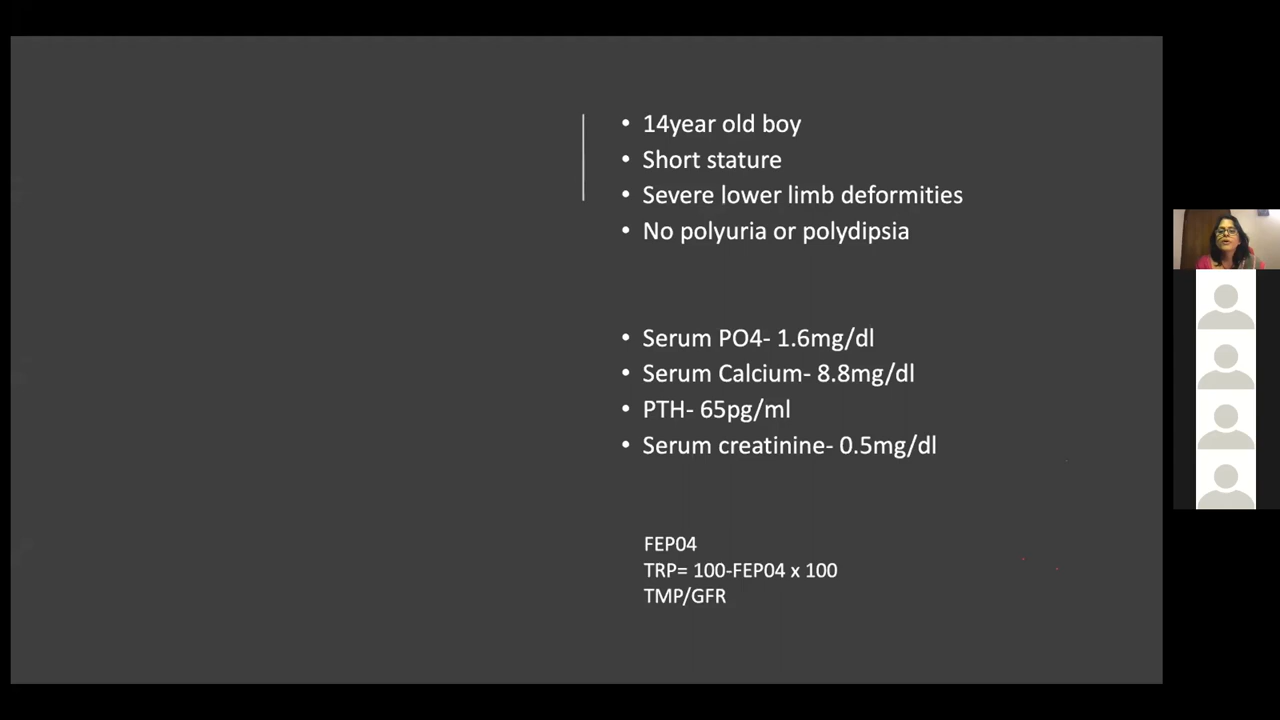 • 14year old boy
• Short stature
• Severe lower limb deformities
• No polyuria or polydipsia
• Serum PO4- 1.6mg/dl
• Serum Calcium- 8.8mg/dl
• PTH- 65pg/ml
• Serum creatinine- 0.5mg/dl
FEP04
TRP= 100-FEP04 x 100
TMP/GFR